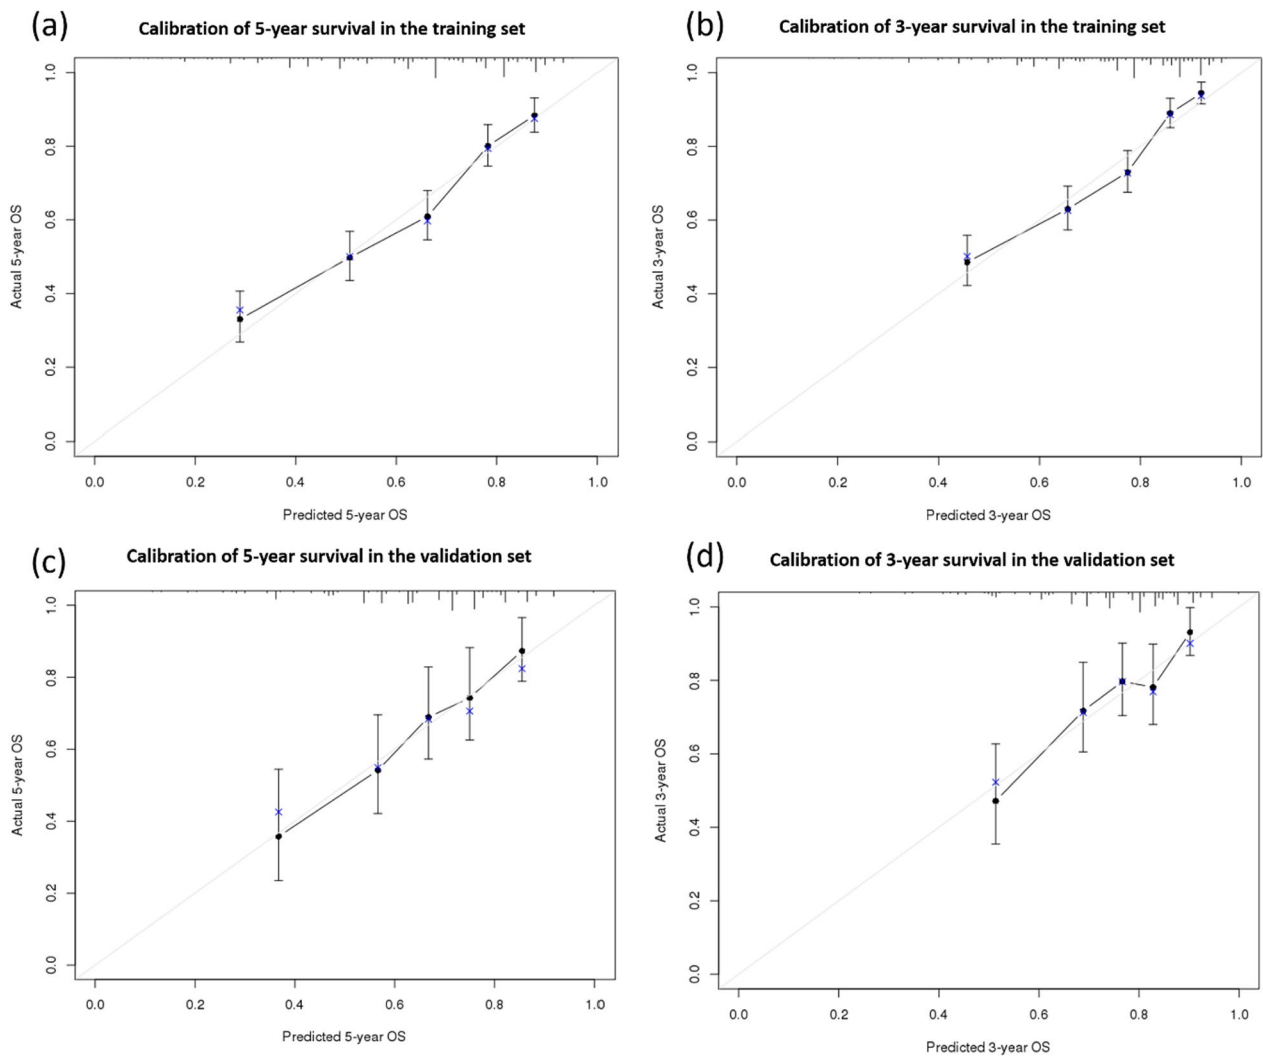 (a)
Calibration of 5-year survival in the training set
Actual 5-year OS
1.0
0.8
0.6
0.4
0.2
0.0
0.0 0.2 0.4 0.6 0.8 1.0
Predicted 5-year OS
(b)
Calibration of 3-year survival in the training set
Actual 3-year OS
1.0
0.8
0.6
0.4
0.2
0.0
0.0 0.2 0.4 0.6 0.8 1.0
Predicted 3-year OS
(c)
Calibration of 5-year survival in the validation set
Actual 5-year OS
1.0
0.8
0.6
0.4
0.2
0.0
0.0 0.2 0.4 0.6 0.8 1.0
Predicted 5-year OS
(d)
Calibration of 3-year survival in the validation set
Actual 3-year OS
1.0
0.8
0.6
0.4
0.2
0.0
0.0 0.2 0.4 0.6 0.8 1.0
Predicted 3-year OS